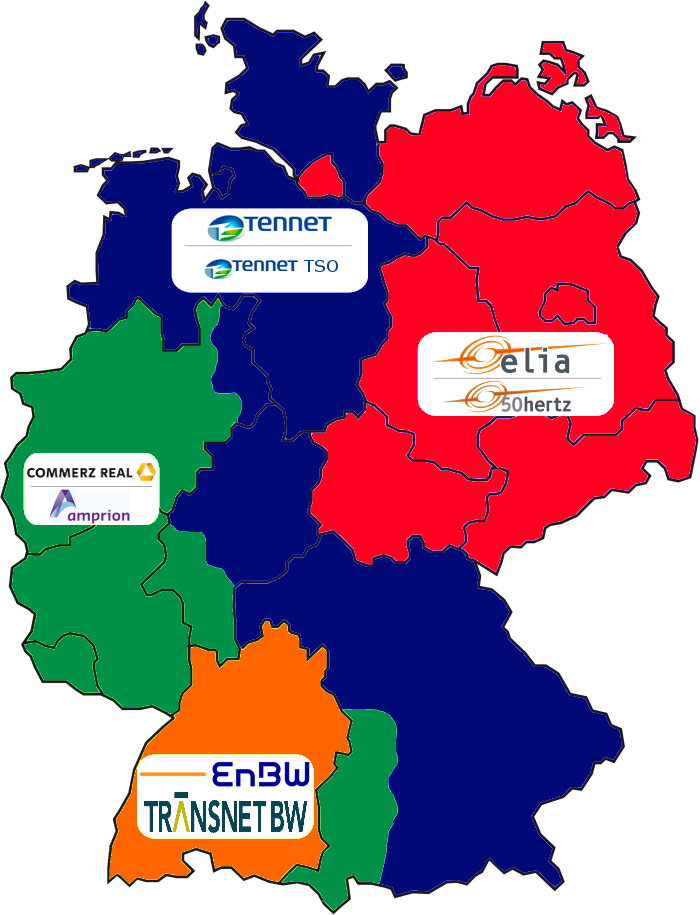 TENNET
TENNET TSO
elia
50hertz
COMMERZ REAL
amprion
EnBW
TRANSNET BW